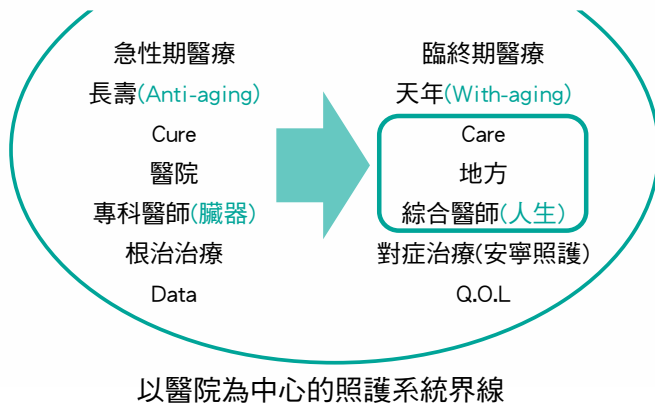 急性期醫療
長壽(Anti-aging)
Cure
醫院
專科醫師(臟器)
根治治療
Data
臨終期醫療
天年(With-aging)
Care
地方
綜合醫師(人生)
對症治療(安寧照護)
Q.O.L
以醫院為中心的照護系統界線